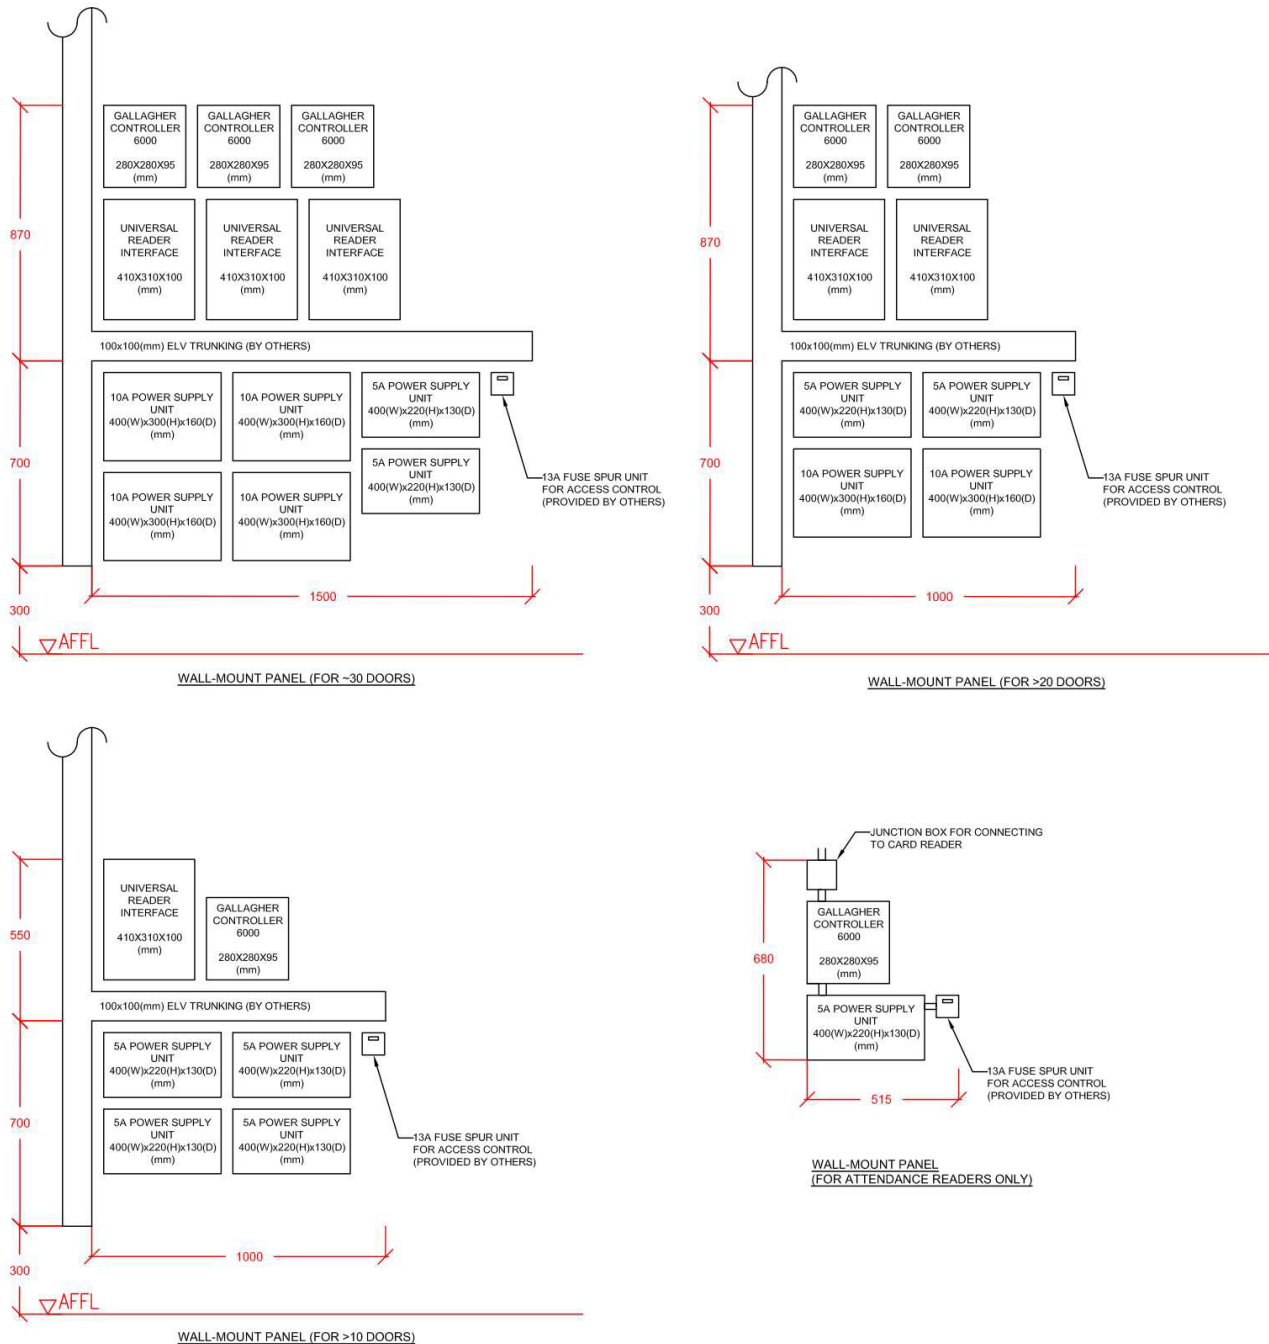 GALLAGHER
CONTROLLER
6000
280X280X95
(mm)
GALLAGHER
CONTROLLER
6000
280X280X95
(mm)
GALLAGHER
CONTROLLER
6000
280X280X95
(mm)
UNIVERSAL
READER
INTERFACE
410X310X100
(mm)
UNIVERSAL
READER
INTERFACE
410X310X100
(mm)
UNIVERSAL
READER
INTERFACE
410X310X100
(mm)
870
100x100(mm) ELV TRUNKING (BY OTHERS)
10A POWER SUPPLY
UNIT
400(W)x300(H)x160(D)
(mm)
10A POWER SUPPLY
UNIT
400(W)x300(H)x160(D)
(mm)
5A POWER SUPPLY
UNIT
400(W)x220(H)x130(D)
(mm)
10A POWER SUPPLY
UNIT
400(W)x300(H)x160(D)
(mm)
10A POWER SUPPLY
UNIT
400(W)x300(H)x160(D)
(mm)
5A POWER SUPPLY
UNIT
400(W)x220(H)x130(D)
(mm)
13A FUSE SPUR UNIT
FOR ACCESS CONTROL
(PROVIDED BY OTHERS)
700
1500
300
AFFL
WALL-MOUNT PANEL (FOR ~30 DOORS)
GALLAGHER
CONTROLLER
6000
280X280X95
(mm)
GALLAGHER
CONTROLLER
6000
280X280X95
(mm)
UNIVERSAL
READER
INTERFACE
410X310X100
(mm)
UNIVERSAL
READER
INTERFACE
410X310X100
(mm)
870
100x100(mm) ELV TRUNKING (BY OTHERS)
5A POWER SUPPLY
UNIT
400(W)x220(H)x130(D)
(mm)
5A POWER SUPPLY
UNIT
400(W)x220(H)x130(D)
(mm)
10A POWER SUPPLY
UNIT
400(W)x300(H)x160(D)
(mm)
10A POWER SUPPLY
UNIT
400(W)x300(H)x160(D)
(mm)
13A FUSE SPUR UNIT
FOR ACCESS CONTROL
(PROVIDED BY OTHERS)
700
1000
300
AFFL
WALL-MOUNT PANEL (FOR >20 DOORS)
UNIVERSAL
READER
INTERFACE
410X310X100
(mm)
GALLAGHER
CONTROLLER
6000
280X280X95
(mm)
550
100x100(mm) ELV TRUNKING (BY OTHERS)
5A POWER SUPPLY
UNIT
400(W)x220(H)x130(D)
(mm)
5A POWER SUPPLY
UNIT
400(W)x220(H)x130(D)
(mm)
5A POWER SUPPLY
UNIT
400(W)x220(H)x130(D)
(mm)
5A POWER SUPPLY
UNIT
400(W)x220(H)x130(D)
(mm)
13A FUSE SPUR UNIT
FOR ACCESS CONTROL
(PROVIDED BY OTHERS)
700
1000
300
AFFL
WALL-MOUNT PANEL (FOR >10 DOORS)
JUNCTION BOX FOR CONNECTING
TO CARD READER
GALLAGHER
CONTROLLER
6000
280X280X95
(mm)
680
5A POWER SUPPLY
UNIT
400(W)x220(H)x130(D)
(mm)
13A FUSE SPUR UNIT
FOR ACCESS CONTROL
(PROVIDED BY OTHERS)
515
WALL-MOUNT PANEL
(FOR ATTENDANCE READERS ONLY)